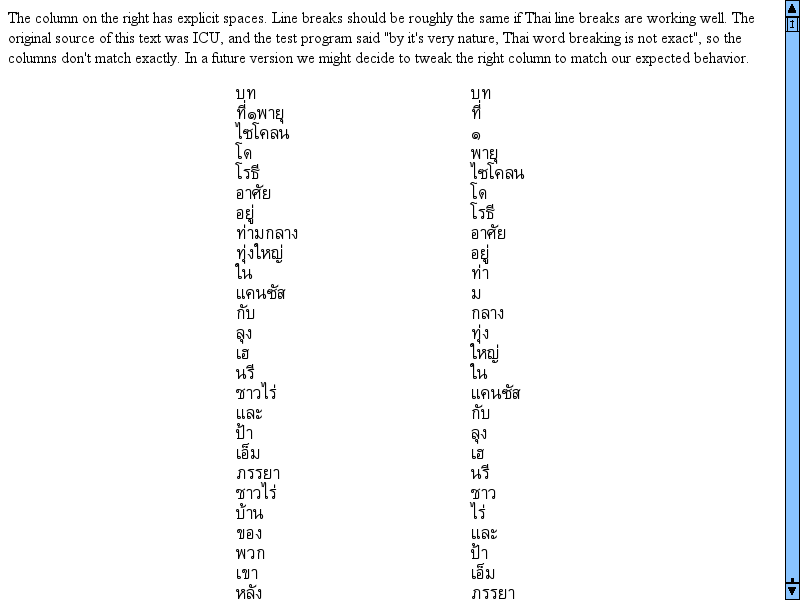 The column on the right has explicit spaces. Line breaks should be roughly the same if Thai line breaks are working well. The
original source of this text was ICU, and the test program said "by it's very nature, Thai word breaking is not exact", so the
columns don't match exactly. In a future version we might decide to tweak the right column to match our expected behavior.
บท
ที่๑พายุ
ไซโคลน
โด
โรธี
อาศัย
อยู่
ท่ามกลาง
ทุ่งใหญ่
ใน
แคนซัส
กับ
ลุง
เฮ
นรี
ชาวไร่
และ
ป้า
เอ็ม
ภรรยา
ชาวไร่
บ้าน
ของ
พวก
เขา
หลัง
บท
ที่
๑
พายุ
ไซโคลน
โด
โรธี
อาศัย
อยู่
ท่า
ม
กลาง
ทุ่ง
ใหญ่
ใน
แคนซัส
กับ
ลุง
เฮ
นรี
ชาว
ไร่
และ
ป้า
เอ็ม
ภรรยา